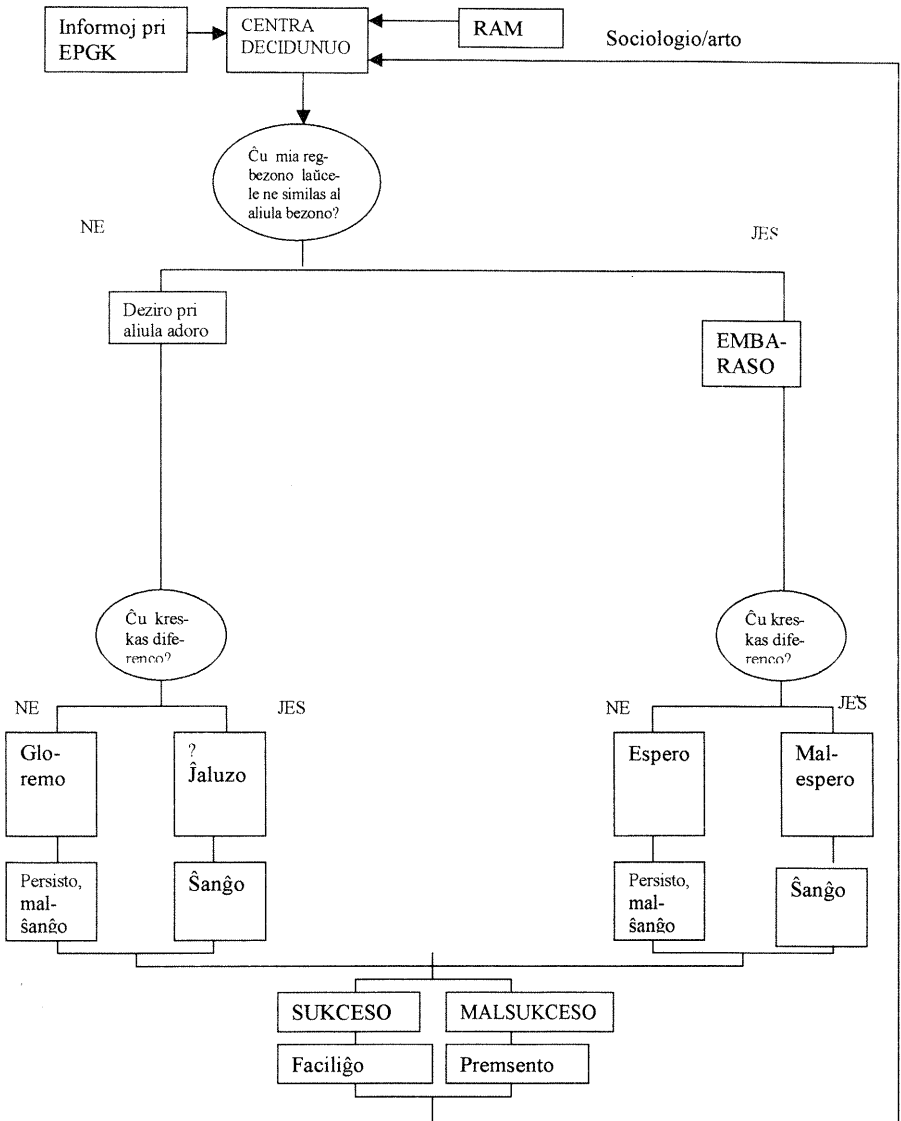 Informoj pri
EPGK
CENTRA
DECIDUNUO
RAM
Sociologio/arto
Ĉu mia reg-
bezono laŭce-
le ne similas al
aliula bezono?
NE
JES
Deziro pri
aliula adoro
EMBA-
RASO
Ĉu kres-
kas dife-
renco?
Ĉu kres-
kas dife-
renco?
NE
JES
NE
JES
Glo-
remo
?
Ĵaluzo
Espero
Mal-
espero
Persisto,
mal-
ŝanĝo
Ŝanĝo
Persisto,
mal-
ŝanĝo
Ŝanĝo
SUKCESO
MALSUKCESO
Faciliĝo
Premsento